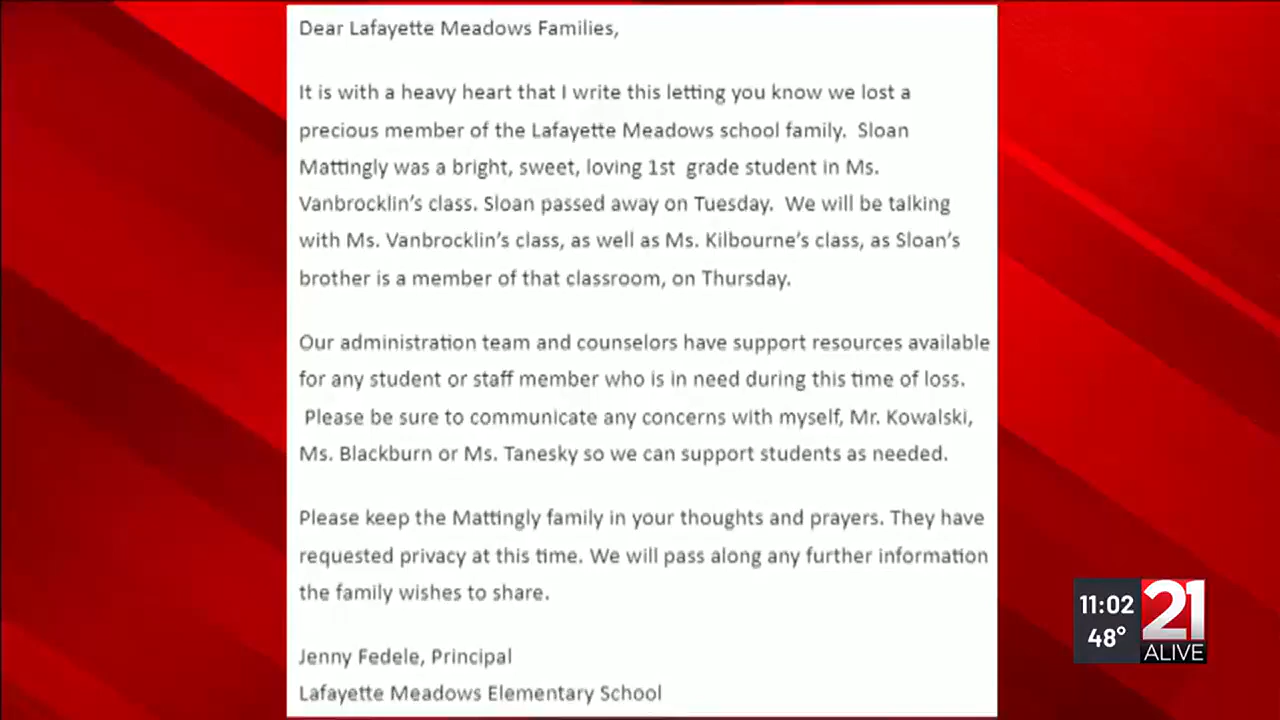 Dear Lafayette Meadows Families,
It is with a heavy heart that I write this letting you know we lost a
precious member of the Lafayette Meadows school family.  Sloan
Mattingly was a bright, sweet, loving 1st  grade student in Ms.
Vanbrocklin's class. Sloan passed away on Tuesday.  We will be talking
with Ms. Vanbrocklin's class, as well as Ms. Kilbourne's class, as Sloan's
brother is a member of that classroom, on Thursday.
Our administration team and counselors have support resources available
for any student or staff member who is in need during this time of loss.
Please be sure to communicate any concerns with myself, Mr. Kowalski,
Ms. Blackburn or Ms. Tanesky so we can support students as needed.
Please keep the Mattingly family in your thoughts and prayers. They have
requested privacy at this time. We will pass along any further information
the family wishes to share.
Jenny Fedele, Principal
Lafayette Meadows Elementary School
11:02
48°
21
ALIVE